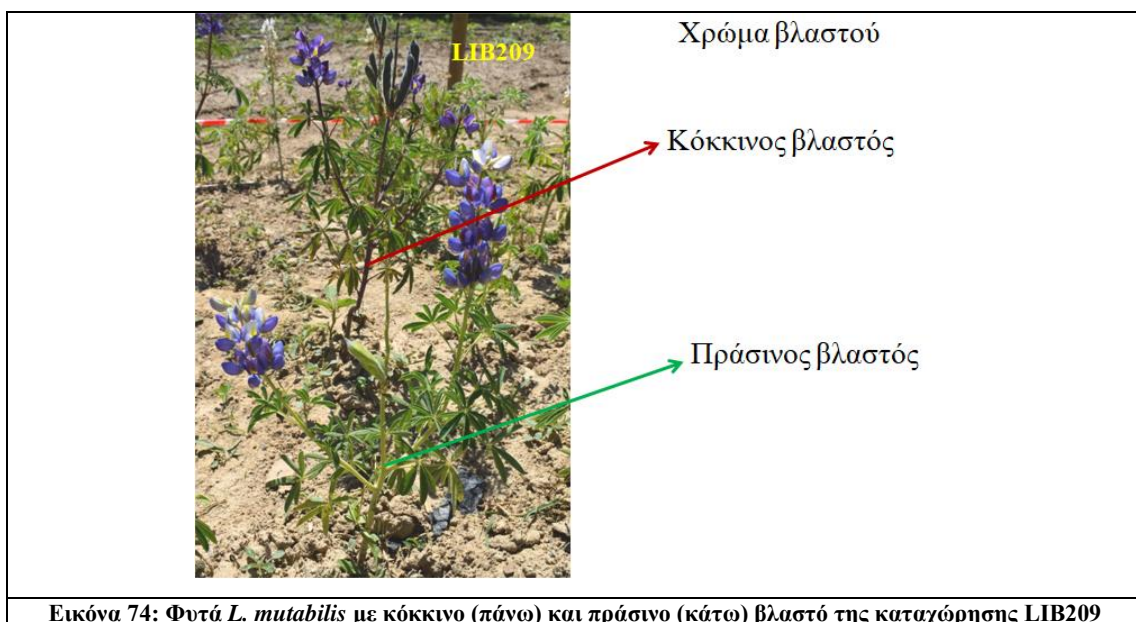 LIB209
Χρώμα βλαστού
Κόκκινος βλαστός
Πράσινος βλαστός
Εικόνα 74: Φυτά L. mutabilis με κόκκινο (πάνω) και πράσινο (κάτω) βλαστό της καταχώρησης LIB209